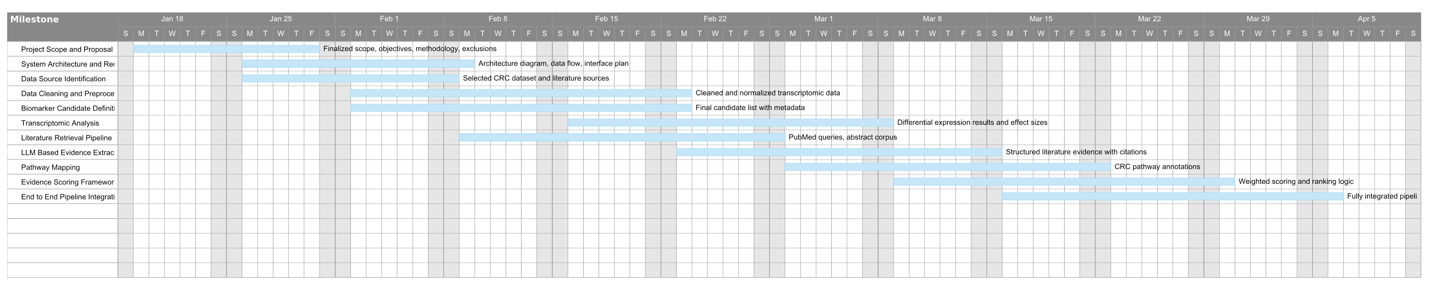 Milestone Jan 18 Jan 25 Feb 1 Feb 8 Feb 15 Feb 22 Mar 1 Mar 8 Mar 15 Mar 22 Mar 29 Apr 5
S M T W T F S S M T W T F S S M T W T F S S M T W T F S S M T W T F S S M T W T F S S M T W T F S S M T W T F S S M T W T F S S M T W T F S S M T W T F S S M T W T F S
Project Scope and Proposal Finalized scope, objectives, methodology, exclusions
System Architecture and Re Architecture diagram, data flow, interface plan
Data Source Identification Selected CRC dataset and literature sources
Data Cleaning and Preproce Cleaned and normalized transcriptomic data
Biomarker Candidate Definiti Final candidate list with metadata
Transcriptomic Analysis Differential expression results and effect sizes
Literature Retrieval Pipeline PubMed queries, abstract corpus
LLM Based Evidence Extrac Structured literature evidence with citations
Pathway Mapping CRC pathway annotations
Evidence Scoring Framewor Weighted scoring and ranking logic
End to End Pipeline Integrati Fully integrated pipeli